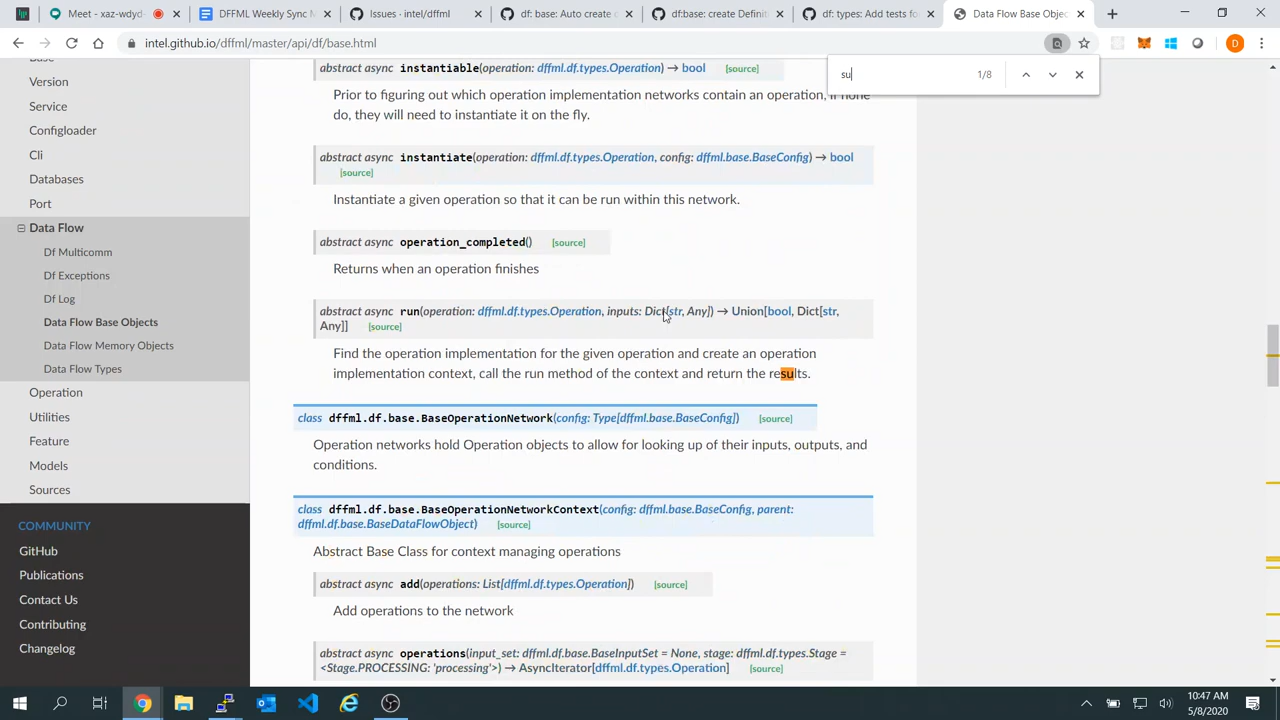 Meet - xaz-wdyd-
DFFML Weekly Sync M
Issues · intel/dffml
df: base: Auto create c
df:base: create Definiti
df: types: Add tests for
Data Flow Base Objec
intel.github.io/dffml/master/api/df/base.html
D
su
1/8
Base
Version
Service
Configloader
Cli
Databases
Port
Data Flow
Df Multicomm
Df Exceptions
Df Log
Data Flow Base Objects
Data Flow Memory Objects
Data Flow Types
Operation
Utilities
Feature
Models
Sources
COMMUNITY
GitHub
Publications
Contact Us
Contributing
Changelog
abstract async instantiable(operation: dffml.df.types.Operation) → bool [source]
Prior to figuring out which operation implementation networks contain an operation, if none
do, they will need to instantiate it on the fly.
abstract async instantiate(operation: dffml.df.types.Operation, config: dffml.base.BaseConfig) → bool
[source]
Instantiate a given operation so that it can be run within this network.
abstract async operation_completed() [source]
Returns when an operation finishes
abstract async run(operation: dffml.df.types.Operation, inputs: Dict[str, Any]) → Union[bool, Dict[str,
Any]] [source]
Find the operation implementation for the given operation and create an operation
implementation context, call the run method of the context and return the results.
class dffml.df.base.BaseOperationNetwork(config: Type[dffml.base.BaseConfig]) [source]
Operation networks hold Operation objects to allow for looking up of their inputs, outputs, and
conditions.
class dffml.df.base.BaseOperationNetworkContext(config: dffml.base.BaseConfig, parent:
dffml.df.base.BaseDataFlowObject) [source]
Abstract Base Class for context managing operations
abstract async add(operations: List[dffml.df.types.Operation]) [source]
Add operations to the network
abstract async operations(input_set: dffml.df.base.BaseInputSet = None, stage: dffml.df.types.Stage =
<Stage.PROCESSING: 'processing'>) → AsyncIterator[dffml.df.types.Operation] [source]
10:47 AM
5/8/2020